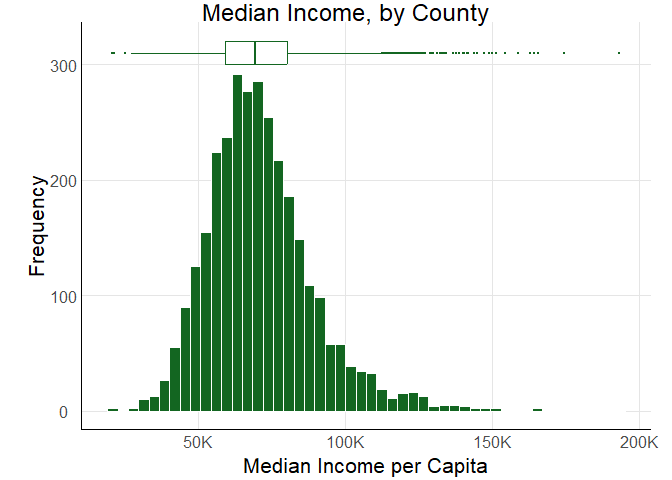 Median Income, by County
300
200
100
0
Frequency
50K
100K
150K
200K
Median Income per Capita